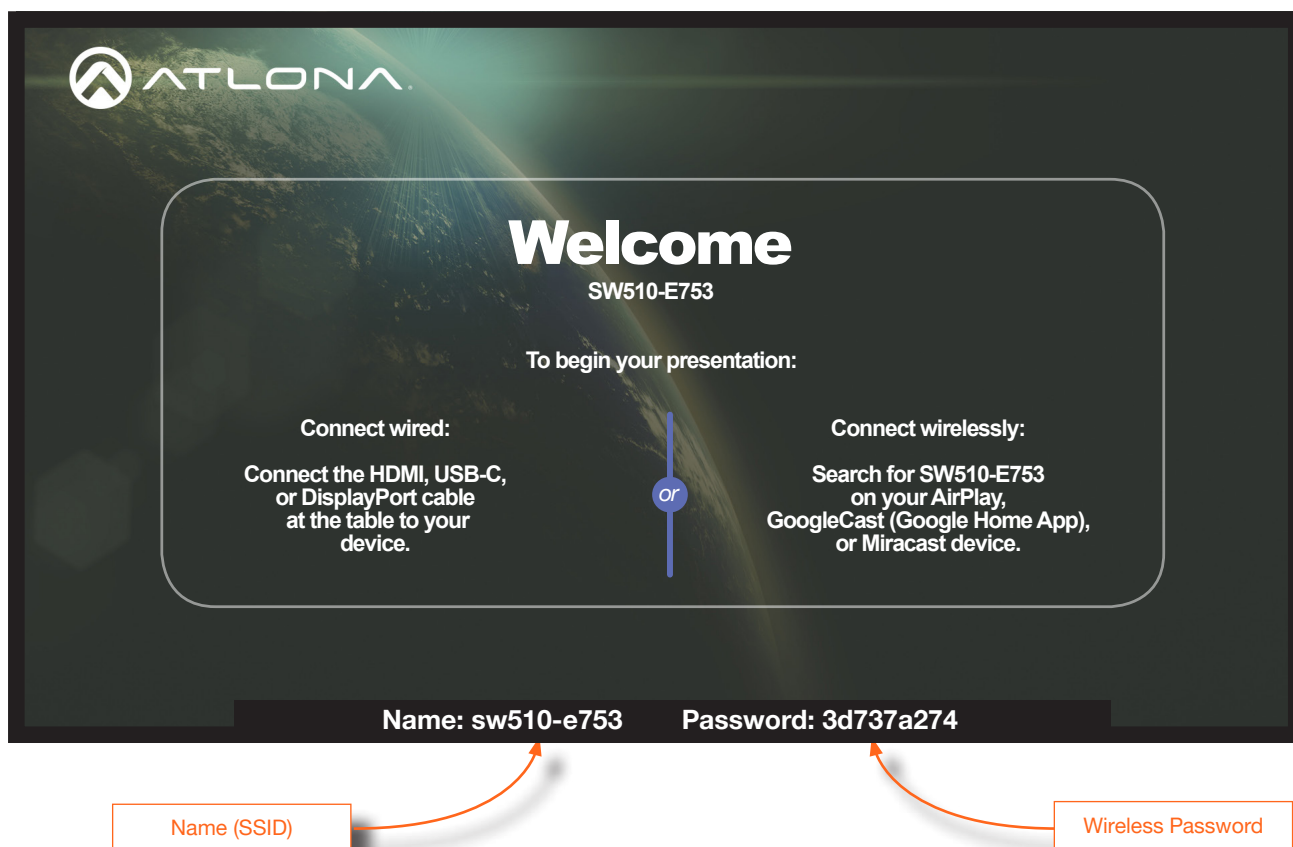 ATLONA.
Welcome
SW510-E753
To begin your presentation:
Connect wired:
Connect the HDMI, USB-C,
or DisplayPort cable
at the table to your
device.
or
Connect wirelessly:
Search for SW510-E753
on your AirPlay,
GoogleCast (Google Home App),
or Miracast device.
Name: sw510-e753 Password: 3d737a274
Name (SSID)
Wireless Password